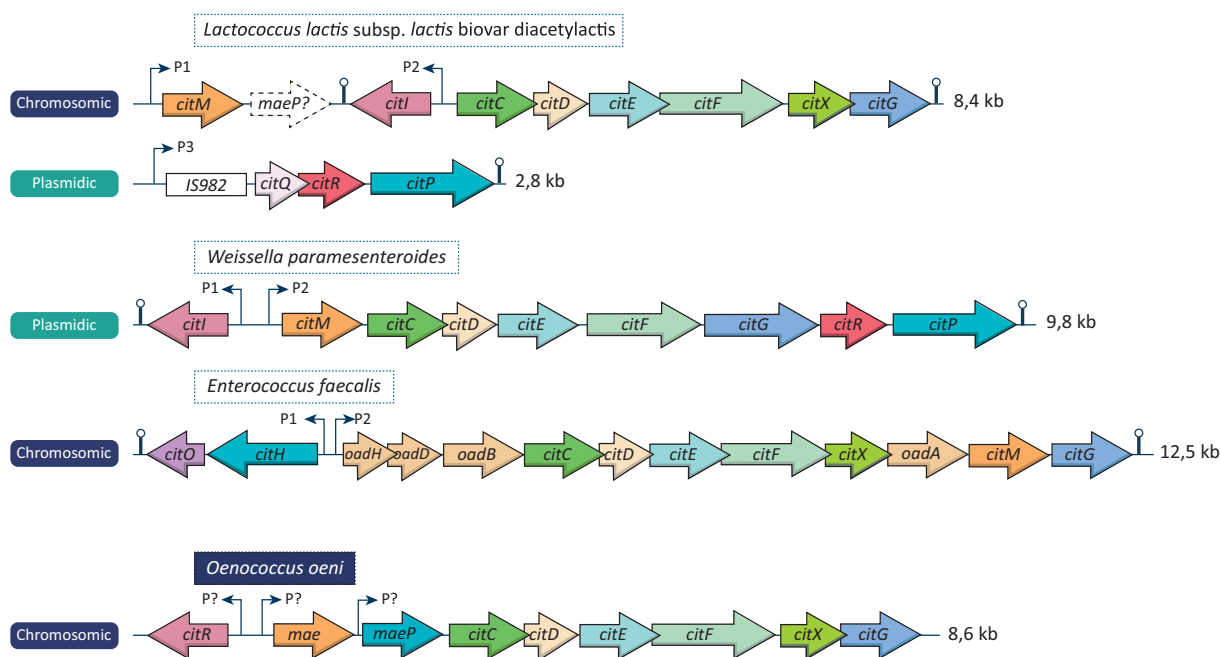 Lactococcus lactis subsp. lactis biovar diacetylactis
P1 P2
Chromosomic citM maeP? citI citC citD citE citF citX citG 8,4 kb
P3
Plasmidic IS982 citQ citR citP 2,8 kb
Weissella paramesenteroides
P1 P2
Plasmidic citI citM citC citD citE citF citG citR citP 9,8 kb
Enterococcus faecalis
P1 P2
Chromosomic citO citH oadH oadD oadB citC citD citE citF citX oadA citM citG 12,5 kb
Oenococcus oeni
P? P? P?
Chromosomic citR mae maeP citC citD citE citF citX citG 8,6 kb